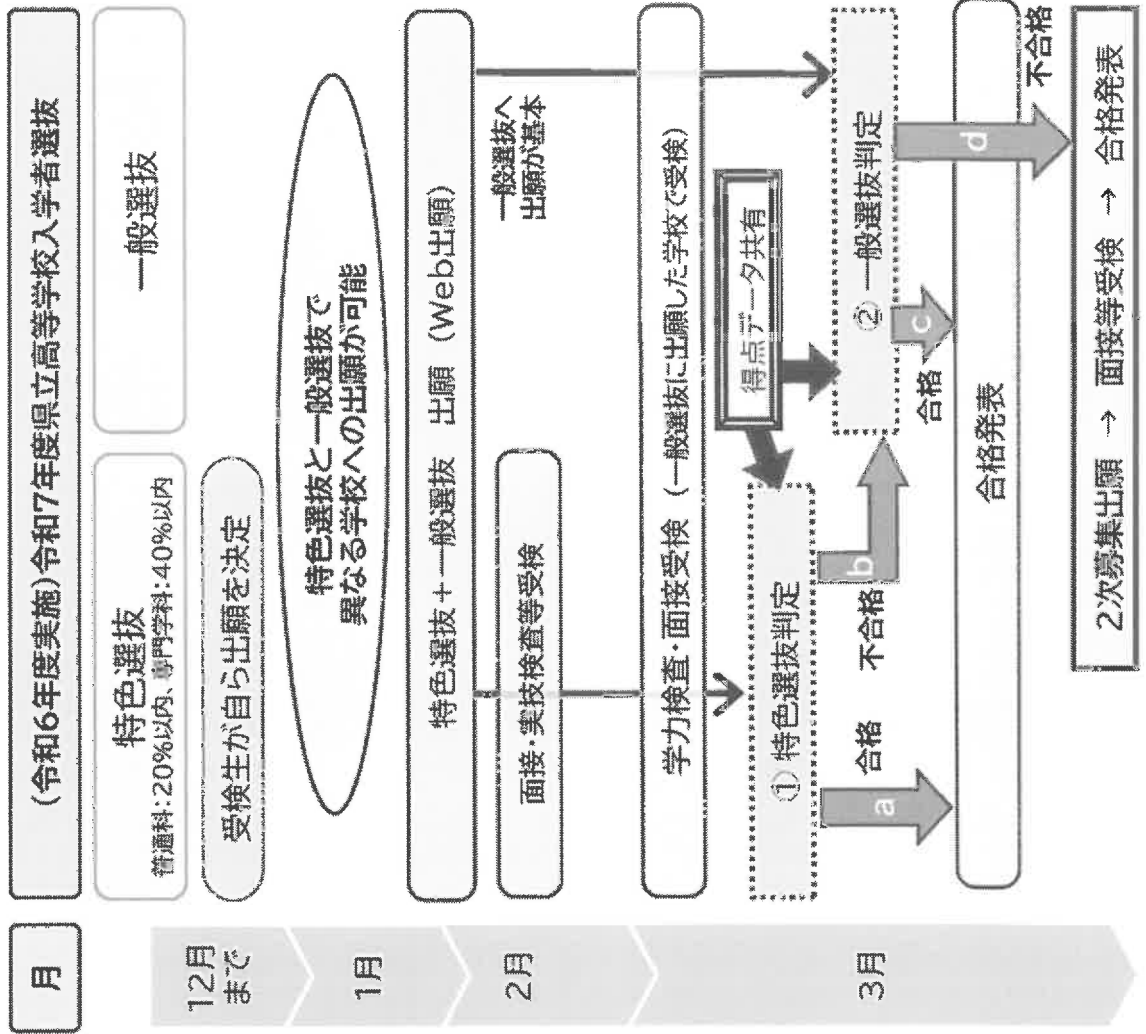 月
(令和6年度実施)令和7年度県立高等学校入学者選抜
特色選抜
普通科:20%以内、専門学科:40%以内
一般選抜
12月
まで
受検生が自ら出願を決定
特色選抜と一般選抜で
異なる学校への出願が可能
1月
特色選抜＋一般選抜 出願 (Web出願)
2月
面接・実技検査等受検
一般選抜へ
出願が基本
3月
学力検査・面接受検 (一般選抜に出願した学校で受検)
得点データ共有
① 特色選抜判定
② 一般選抜判定
a
合格
b
不合格
c
合格
d
不合格
合格発表
2次募集出願 → 面接等受検 → 合格発表